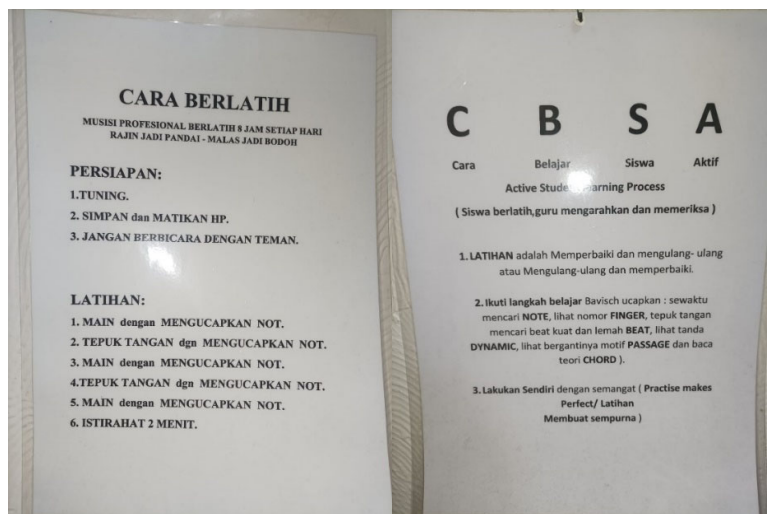 CARA BERLATIH
MUSISI PROFESIONAL BERLATIH 8 JAM SETIAP HARI
RAJIN JADI PANDAI - MALAS JADI BODOH
PERSIAPAN:
1.TUNING.
2. SIMPAN dan MATIKAN HP.
3. JANGAN BERBICARA DENGAN TEMAN.
LATIHAN:
1. MAIN dengan MENGUCAPKAN NOT.
2. TEPUK TANGAN dgn MENGUCAPKAN NOT.
3. MAIN dengan MENGUCAPKAN NOT.
4.TEPUK TANGAN dgn MENGUCAPKAN NOT.
5. MAIN dengan MENGUCAPKAN NOT.
6. ISTIRAHAT 2 MENIT.
C B S A
Cara Belajar Siswa Aktif
Active Process
( Siswa berlatih,guru mengarahkan dan memeriksa )
1. LATIHAN adalah Memperbaiki dan mengulang- ulang
atau Mengulang-ulang dan memperbaiki.
2. Ikuti langkah belajar Bavisch ucapkan : sewaktu
mencari NOTE, lihat nomor FINGER, tepuk tangan
mencari beat kuat dan lemah BEAT, lihat tanda
DYNAMIC, lihat bergantinya motif PASSAGE dan baca
teori CHORD ).
3. Lakukan Sendiri dengan semangat ( Practise makes
Perfect/ Latihan
Membuat sempurna )